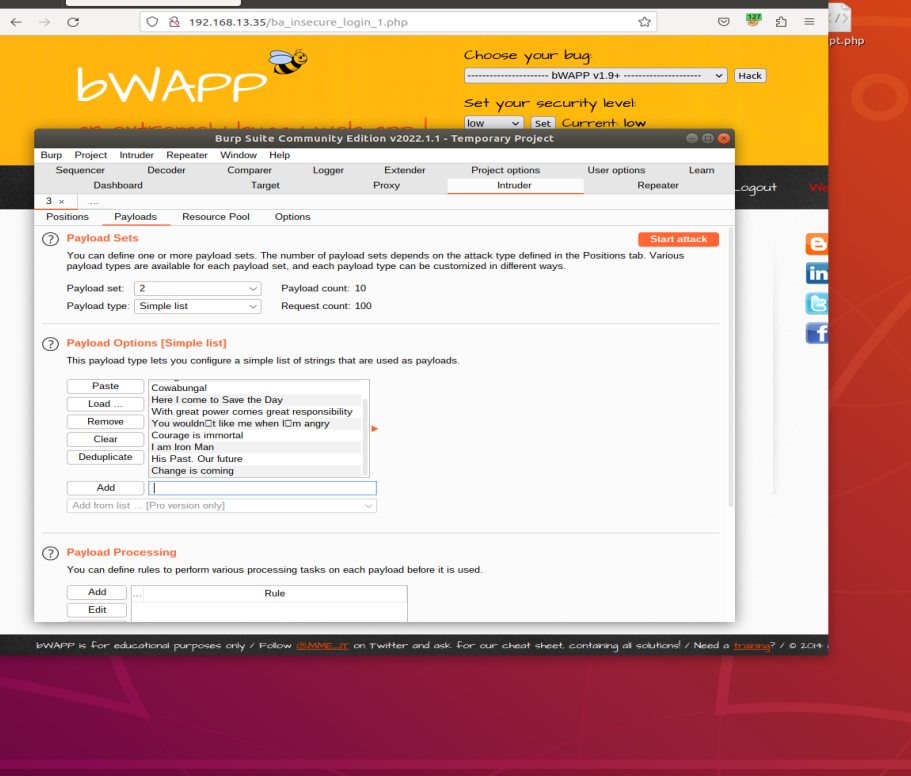 192.168.13.35/ba_insecure_login_1.php
127
pt.php
bWAPP
Choose your bug:
---------------------- bWAPP v1.9+ ---------------------
Hack
Set your security level:
low
Set
Current: low
Logout
We
Burp Suite Community Edition v2022.1.1 - Temporary Project
Burp Project Intruder Repeater Window Help
Sequencer Decoder Comparer Logger Extender Project options User options Learn
Dashboard Target Proxy Intruder Repeater
3 × ...
Positions Payloads Resource Pool Options
? Payload Sets
Start attack
You can define one or more payload sets. The number of payload sets depends on the attack type defined in the Positions tab. Various
payload types are available for each payload set, and each payload type can be customized in different ways.
Payload set: 2 Payload count: 10
Payload type: Simple list Request count: 100
? Payload Options [Simple list]
This payload type lets you configure a simple list of strings that are used as payloads.
Paste
Load ...
Remove
Clear
Deduplicate
Cowabunga!
Here I come to Save the Day
With great power comes great responsibility
You wouldn□t like me when I□m angry
Courage is immortal
I am Iron Man
His Past. Our future
Change is coming
Add
Add from list ... [Pro version only]
? Payload Processing
You can define rules to perform various processing tasks on each payload before it is used.
Add ... Rule
Edit
bWAPP is for educational purposes only / Follow @MME_IT on Twitter and ask for our cheat sheet, containing all solutions! / Need a training? / © 2014